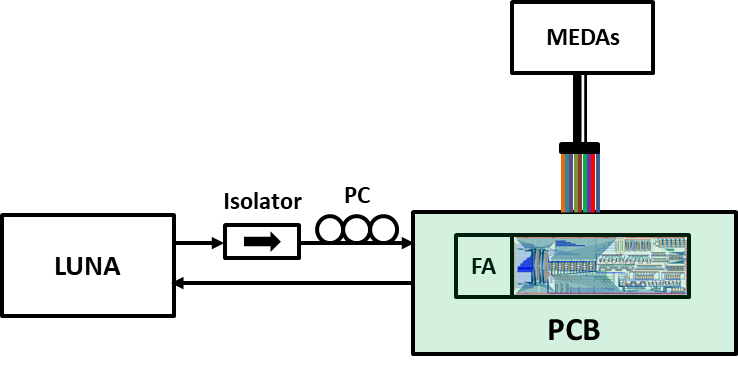 MEDAs
Isolator
PC
LUNA
FA
PCB